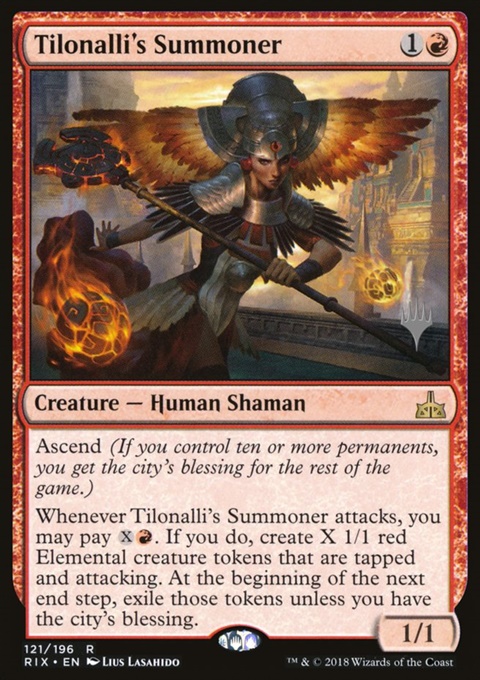 Tilonalli's Summoner 1
Creature — Human Shaman
Ascend (If you control ten or more permanents,
you get the city's blessing for the rest of the
game.)
Whenever Tilonalli's Summoner attacks, you
may pay X. If you do, create X 1/1 red
Elemental creature tokens that are tapped
and attacking. At the beginning of the next
end step, exile those tokens unless you have
the city's blessing.
1/1
121/196 R
RIX • EN Lius Lasahido ™ & © 2018 Wizards of the Coast